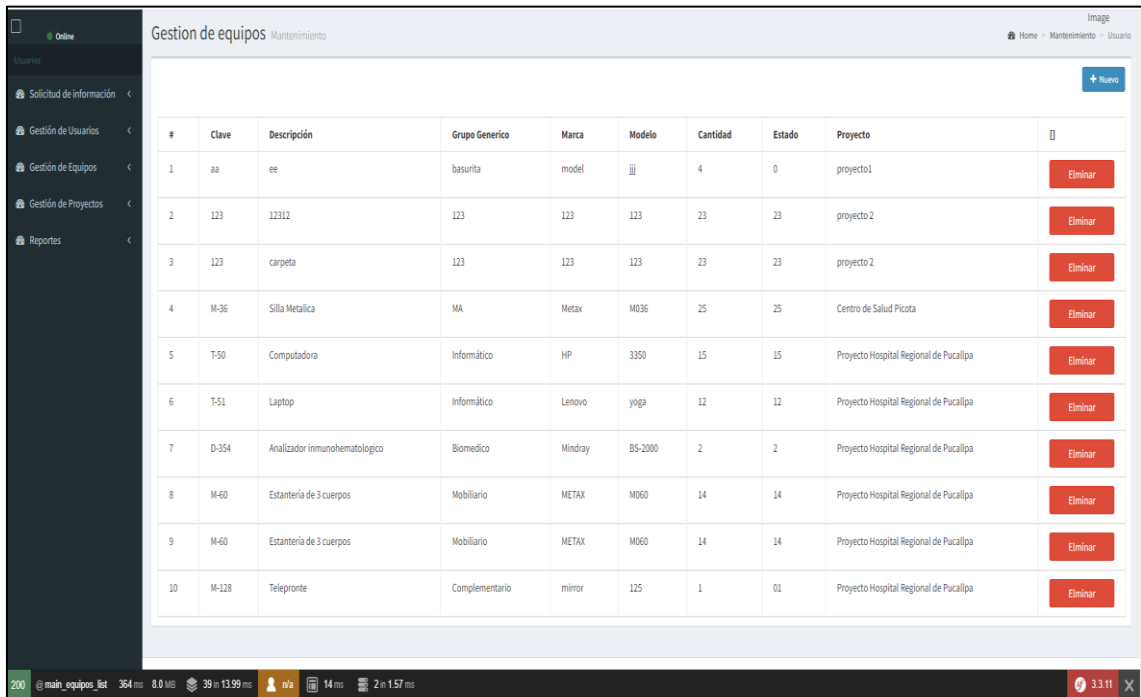 Online
Usuarios
Solicitud de información
Gestión de Usuarios
Gestión de Equipos
Gestión de Proyectos
Reportes
Gestion de equipos Mantenimiento
Image
Home > Mantenimiento > Usuario
+ Nuevo
# Clave Descripción Grupo Generico Marca Modelo Cantidad Estado Proyecto []
1 aa ee basurita model jjj 4 0 proyecto1 Elminar
2 123 12312 123 123 123 23 23 proyecto 2 Elminar
3 123 carpeta 123 123 123 23 23 proyecto 2 Elminar
4 M-36 Silla Metalica MA Metax M036 25 25 Centro de Salud Picota Elminar
5 T-50 Computadora Informático HP 3350 15 15 Proyecto Hospital Regional de Pucallpa Elminar
6 T-51 Laptop Informático Lenovo yoga 12 12 Proyecto Hospital Regional de Pucallpa Elminar
7 D-354 Analizador inmunohematologico Biomedico Mindray BS-2000 2 2 Proyecto Hospital Regional de Pucallpa Elminar
8 M-60 Estantería de 3 cuerpos Mobiliario METAX M060 14 14 Proyecto Hospital Regional de Pucallpa Elminar
9 M-60 Estantería de 3 cuerpos Mobiliario METAX M060 14 14 Proyecto Hospital Regional de Pucallpa Elminar
10 M-128 Telepronte Complementario mirror 125 1 01 Proyecto Hospital Regional de Pucallpa Elminar
200 @ main_equipos_list 364 ms 8.0 MB 39 in 13.99 ms n/a 14 ms 2 in 1.57 ms sf 3.3.11 X